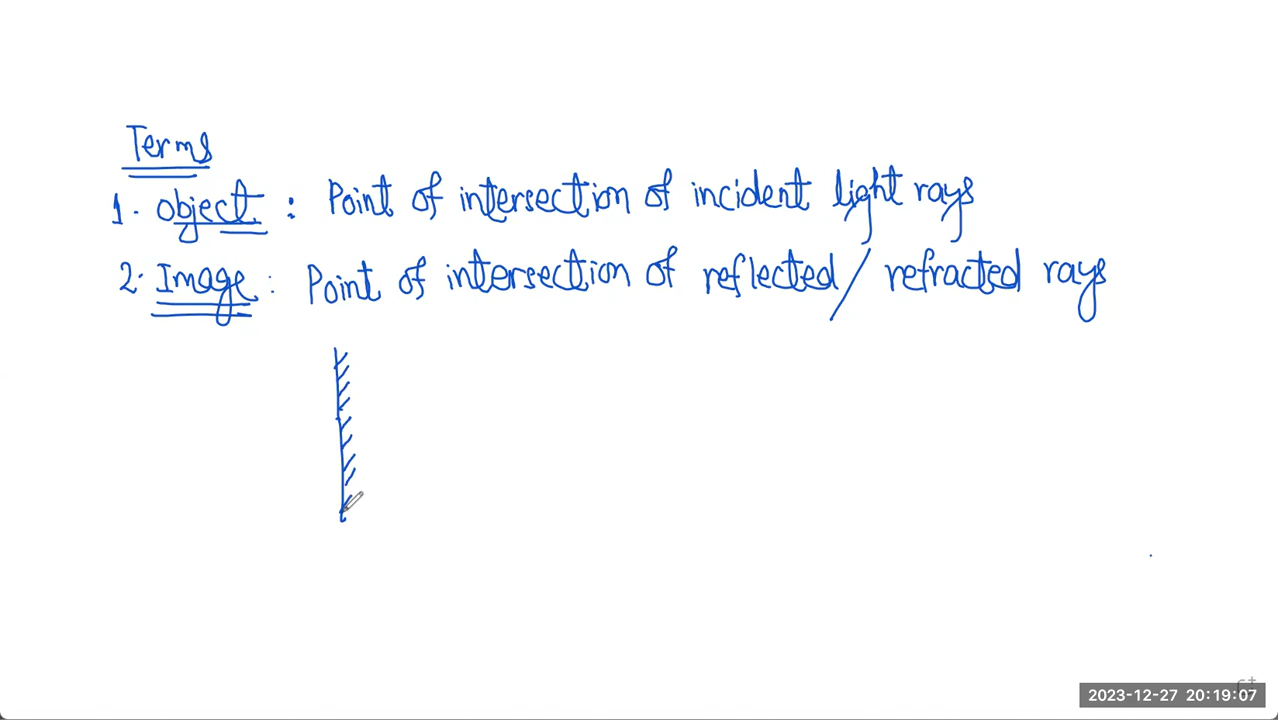 Terms
1. object : Point of intersection of incident light rays
2. Image : Point of intersection of reflected / refracted rays
2023-12-27 20:19:07